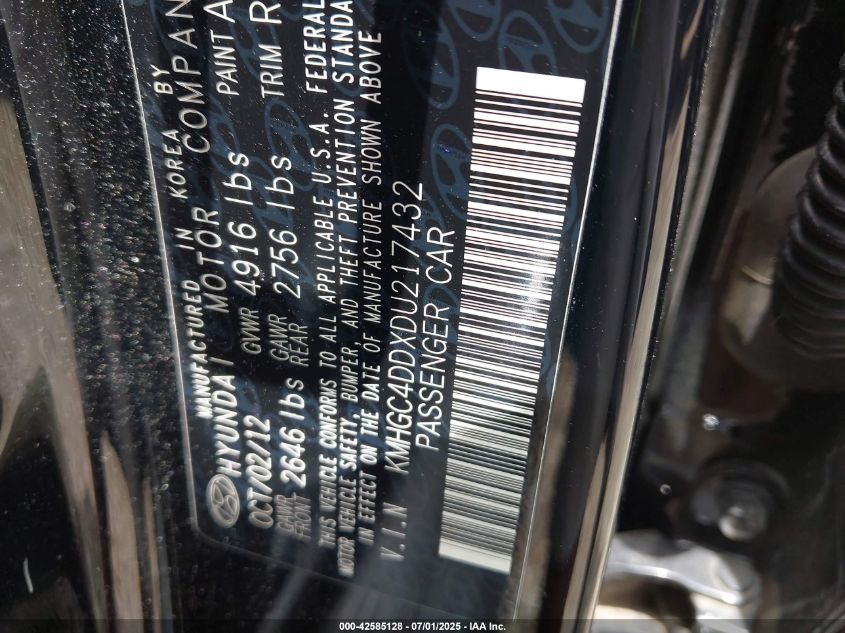 MANUFACTURED IN KOREA BY
HYUNDAI MOTOR COMPAN
OCT/02/12 GVWR 4916 lbs PAINT A
GAWR FRONT 2646 lbs GAWR REAR 2756 lbs TRIM R
THIS VEHICLE CONFORMS TO ALL APPLICABLE U.S.A. FEDERAL
MOTOR VEHICLE SAFETY, BUMPER, AND THEFT PREVENTION STANDA
IN EFFECT ON THE DATE OF MANUFACTURE SHOWN ABOVE
V.I.N KMHGC4DDXDU217432
PASSENGER CAR
000-42585128 - 07/01/2025 - IAA Inc.